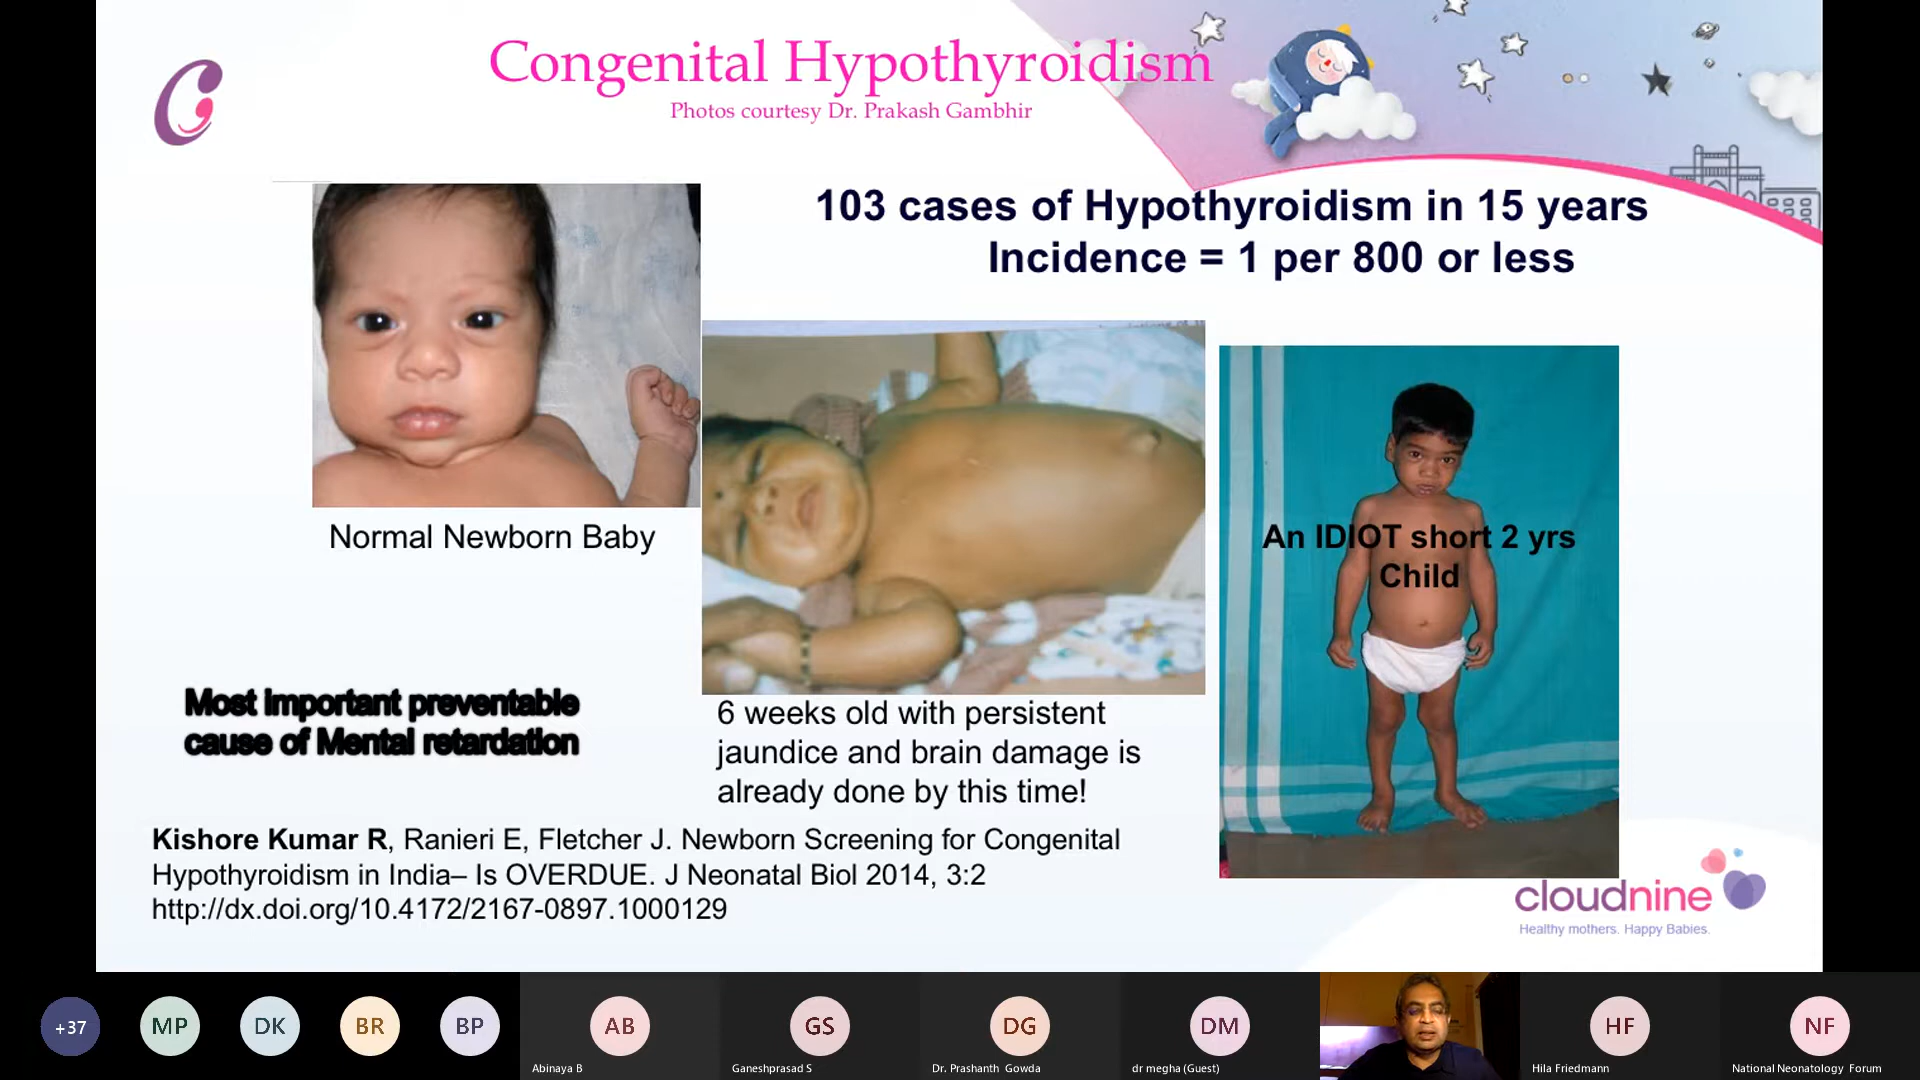 Congenital Hypothyroidism
Photos courtesy Dr. Prakash Gambhir
103 cases of Hypothyroidism in 15 years
Incidence = 1 per 800 or less
Normal Newborn Baby
An IDIOT short 2 yrs
Child
Most important preventable
cause of Mental retardation
6 weeks old with persistent
jaundice and brain damage is
already done by this time!
Kishore Kumar R, Ranieri E, Fletcher J. Newborn Screening for Congenital
Hypothyroidism in India– Is OVERDUE. J Neonatal Biol 2014, 3:2
http://dx.doi.org/10.4172/2167-0897.1000129
cloudnine
Healthy mothers. Happy Babies.
+37
MP
DK
BR
BP
AB
GS
DG
DM
HF
NF
Abinaya B
Ganeshprasad S
Dr. Prashanth Gowda
dr megha (Guest)
Hila Friedmann
National Neonatology Forum